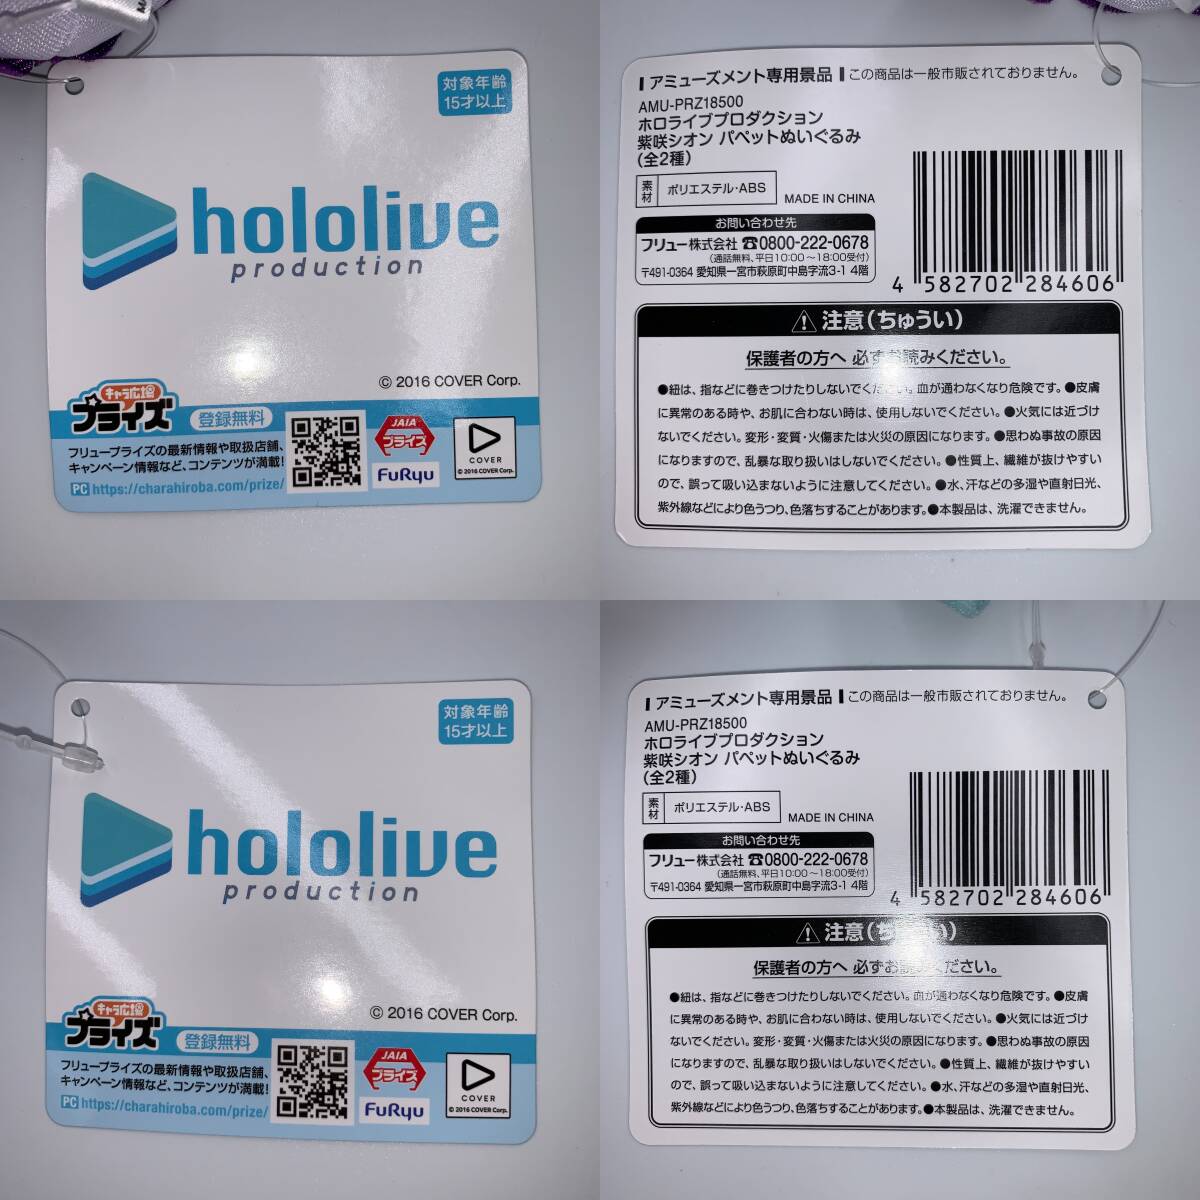 対象年齢
15才以上
hololive
production
© 2016 COVER Corp.
キャラ広場
プライズ
登録無料
フリュープライズの最新情報や取扱店舗、
キャンペーン情報など、コンテンツが満載!
PC https://charahiroba.com/prize/
JAIA
プライズ
FuRyu
COVER
© 2016 COVER Corp.
アミューズメント専用景品 この商品は一般市販されておりません。
AMU-PRZ18500
ホロライブプロダクション
紫咲シオン パペットぬいぐるみ
(全2種)
素材 ポリエステル・ABS
MADE IN CHINA
お問い合わせ先
フリュー株式会社 ☎0800-222-0678
(通話無料、平日10:00～18:00受付)
〒491-0364 愛知県一宮市萩原町中島字流3-1 4階
4 582702 284606
注意(ちゅうい)
保護者の方へ 必ずお読みください。
●紐は、指などに巻きつけたりしないでください。血が通わなくなり危険です。●皮膚
に異常のある時や、お肌に合わない時は、使用しないでください。●火気には近づけ
ないでください。変形・変質・火傷または火災の原因になります。●思わぬ事故の原因
になりますので、乱暴な取り扱いはしないでください。●性質上、繊維が抜けやすい
ので、誤って吸い込まないように注意してください。●水、汗などの多湿や直射日光、
紫外線などにより色うつり、色落ちすることがあります。●本製品は、洗濯できません。
対象年齢
15才以上
hololive
production
© 2016 COVER Corp.
キャラ広場
プライズ
登録無料
フリュープライズの最新情報や取扱店舗、
キャンペーン情報など、コンテンツが満載!
PC https://charahiroba.com/prize/
JAIA
プライズ
FuRyu
COVER
© 2016 COVER Corp.
アミューズメント専用景品 この商品は一般市販されておりません。
AMU-PRZ18500
ホロライブプロダクション
紫咲シオン パペットぬいぐるみ
(全2種)
素材 ポリエステル・ABS
MADE IN CHINA
お問い合わせ先
フリュー株式会社 ☎0800-222-0678
(通話無料、平日10:00～18:00受付)
〒491-0364 愛知県一宮市萩原町中島字流3-1 4階
4 582702 284606
注意(ちゅうい)
保護者の方へ 必ずお読みください。
●紐は、指などに巻きつけたりしないでください。血が通わなくなり危険です。●皮膚
に異常のある時や、お肌に合わない時は、使用しないでください。●火気には近づけ
ないでください。変形・変質・火傷または火災の原因になります。●思わぬ事故の原因
になりますので、乱暴な取り扱いはしないでください。●性質上、繊維が抜けやすい
ので、誤って吸い込まないように注意してください。●水、汗などの多湿や直射日光、
紫外線などにより色うつり、色落ちすることがあります。●本製品は、洗濯できません。